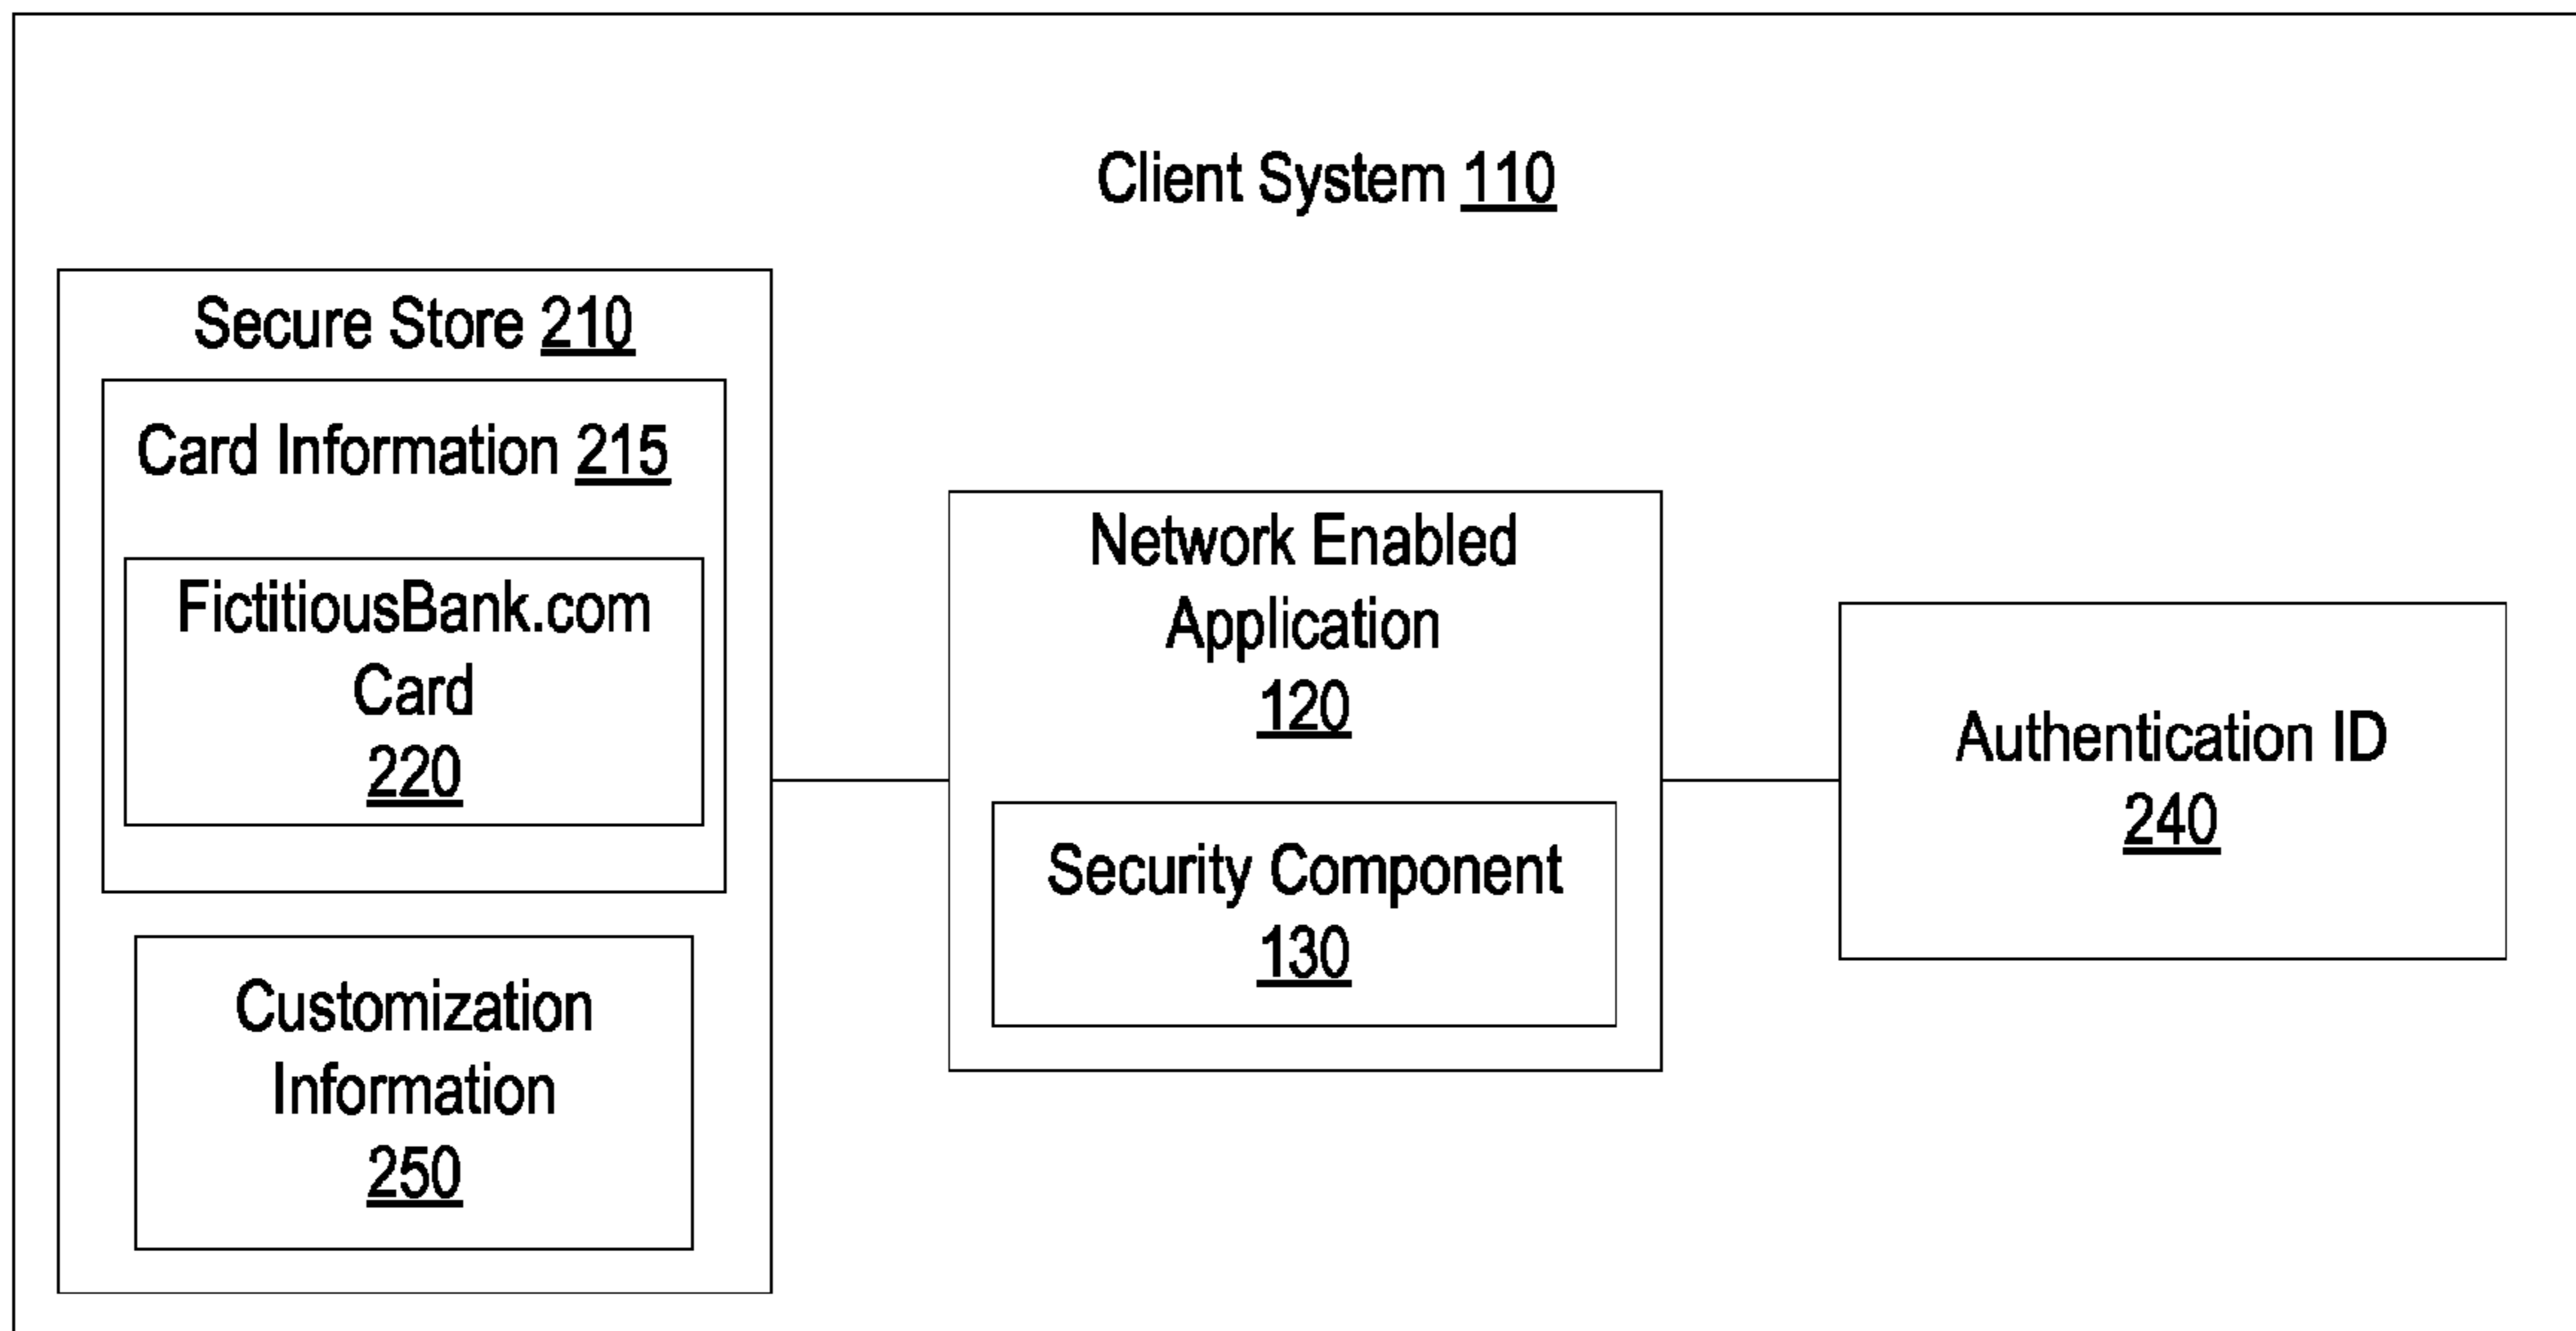 Client System 110
Secure Store 210
Card Information 215
FictitiousBank.com
Card
220
Customization
Information
250
Network Enabled
Application
120
Security Component
130
Authentication ID
240